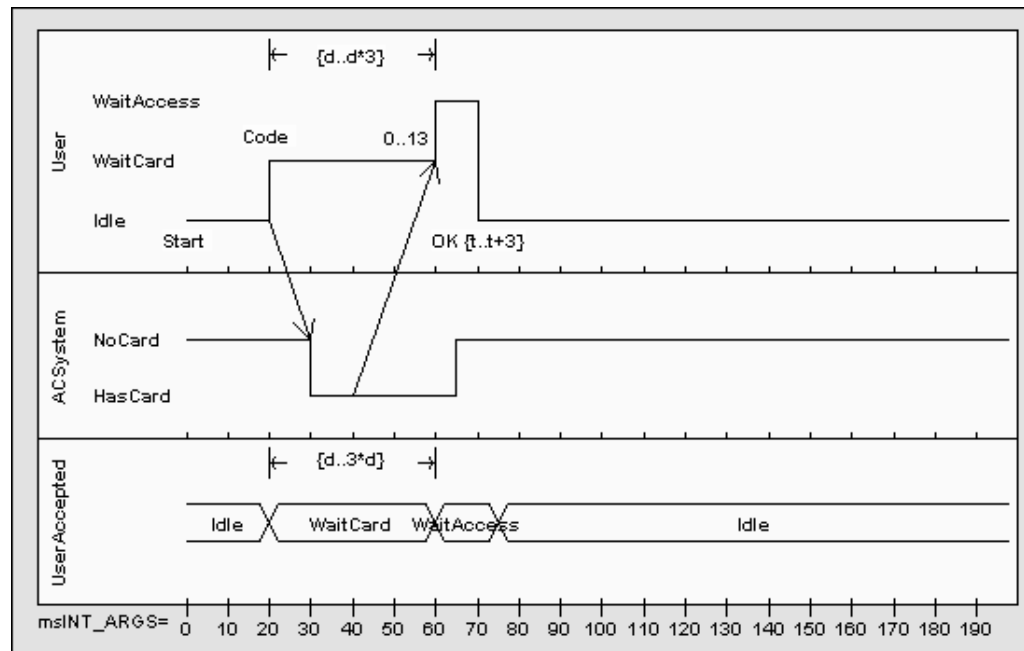 {d..d*3}
WaitAccess
Code
0..13
User
WaitCard
Idle
Start
OK {t..t+3}
ACSystem
NoCard
HasCard
{d..3*d}
UserAccepted
Idle
WaitCard
WaitAccess
Idle
msINT_ARGS=
0 10 20 30 40 50 60 70 80 90 100 110 120 130 140 150 160 170 180 190